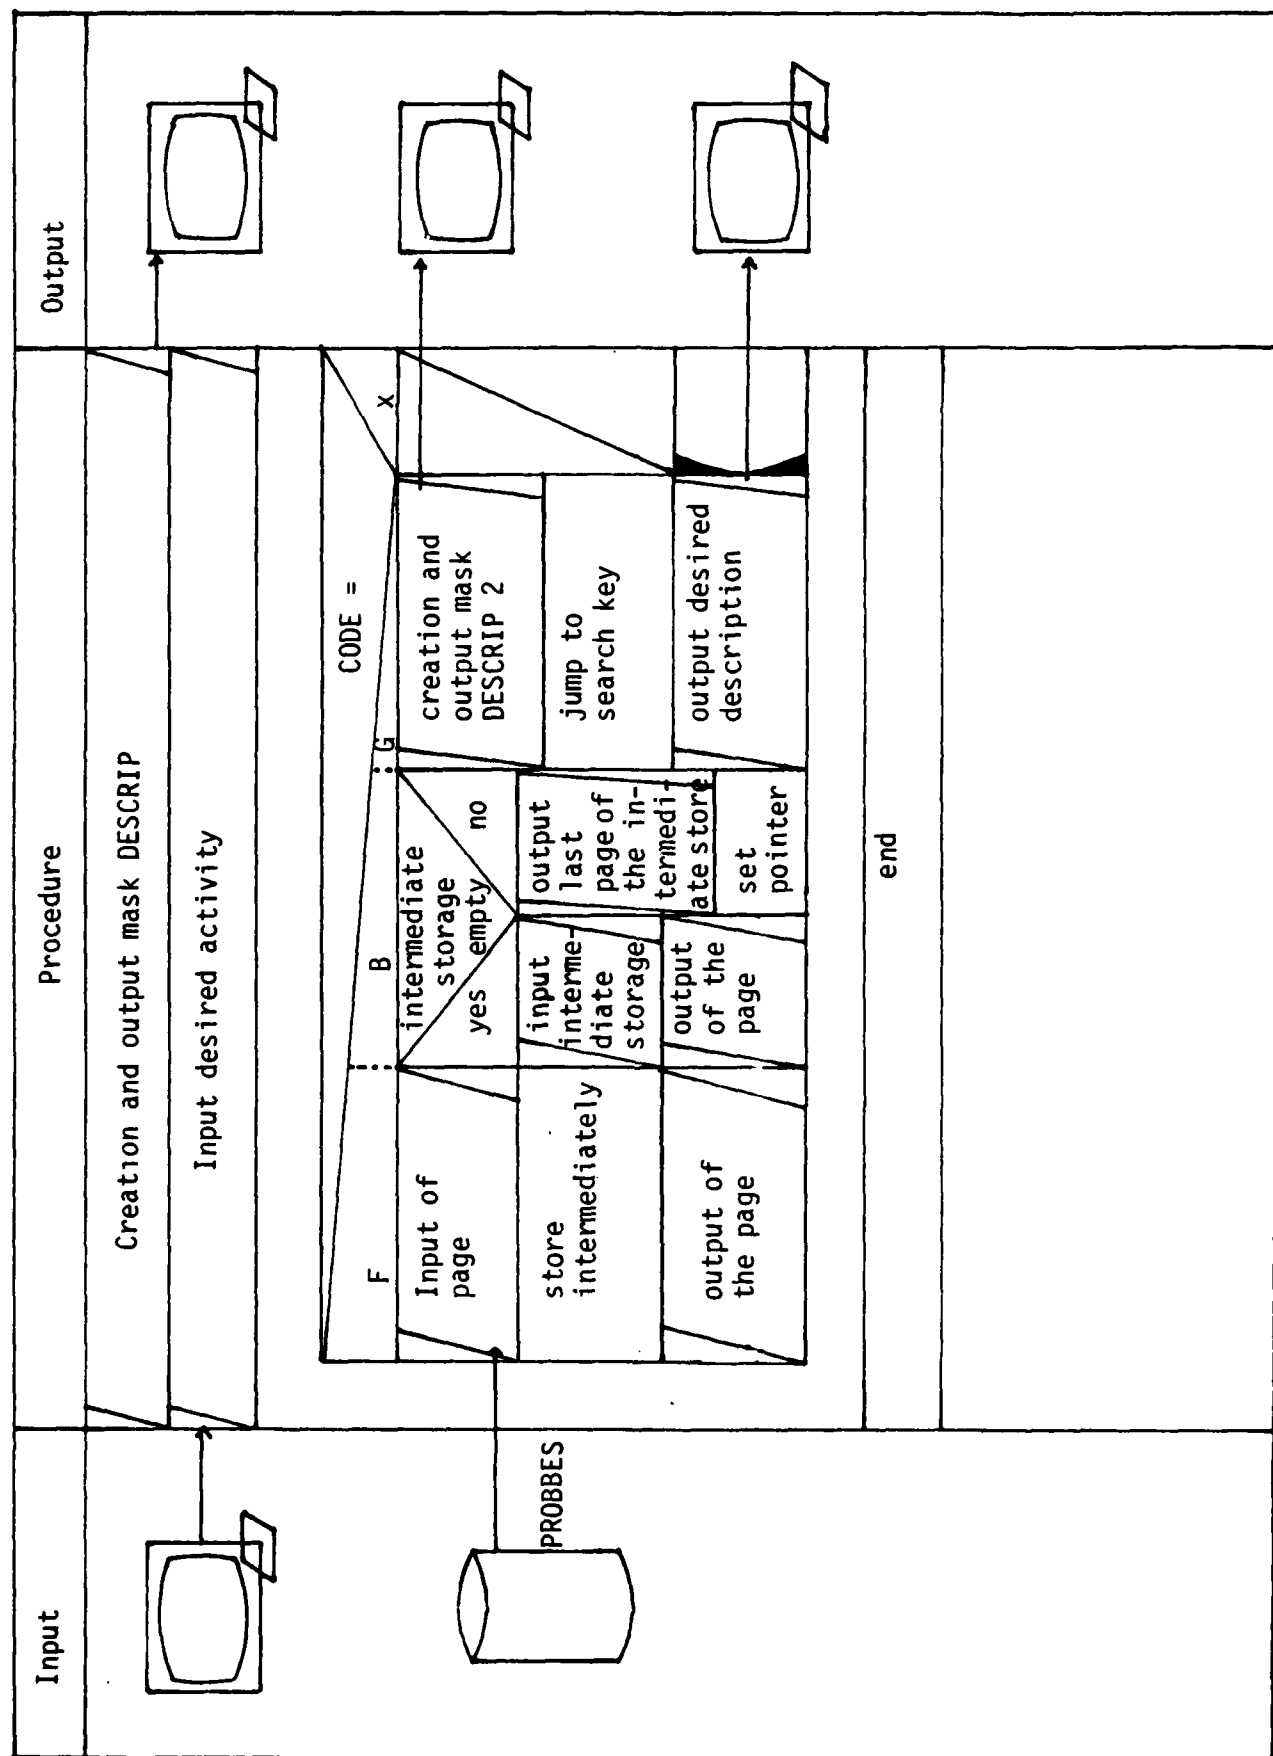 Input
Procedure
Output
Creation and output mask DESCRIP
Input desired activity
CODE =
F
B
G
X
Input of
page
store
intermediately
output of
the page
intermediate
storage
yes empty no
input
interme-
diate
storage
output
of the
page
output
last
page of
the in-
termedi-
ate store
set
pointer
creation and
output mask
DESCRIP 2
jump to
search key
output desired
description
PROBBES
end